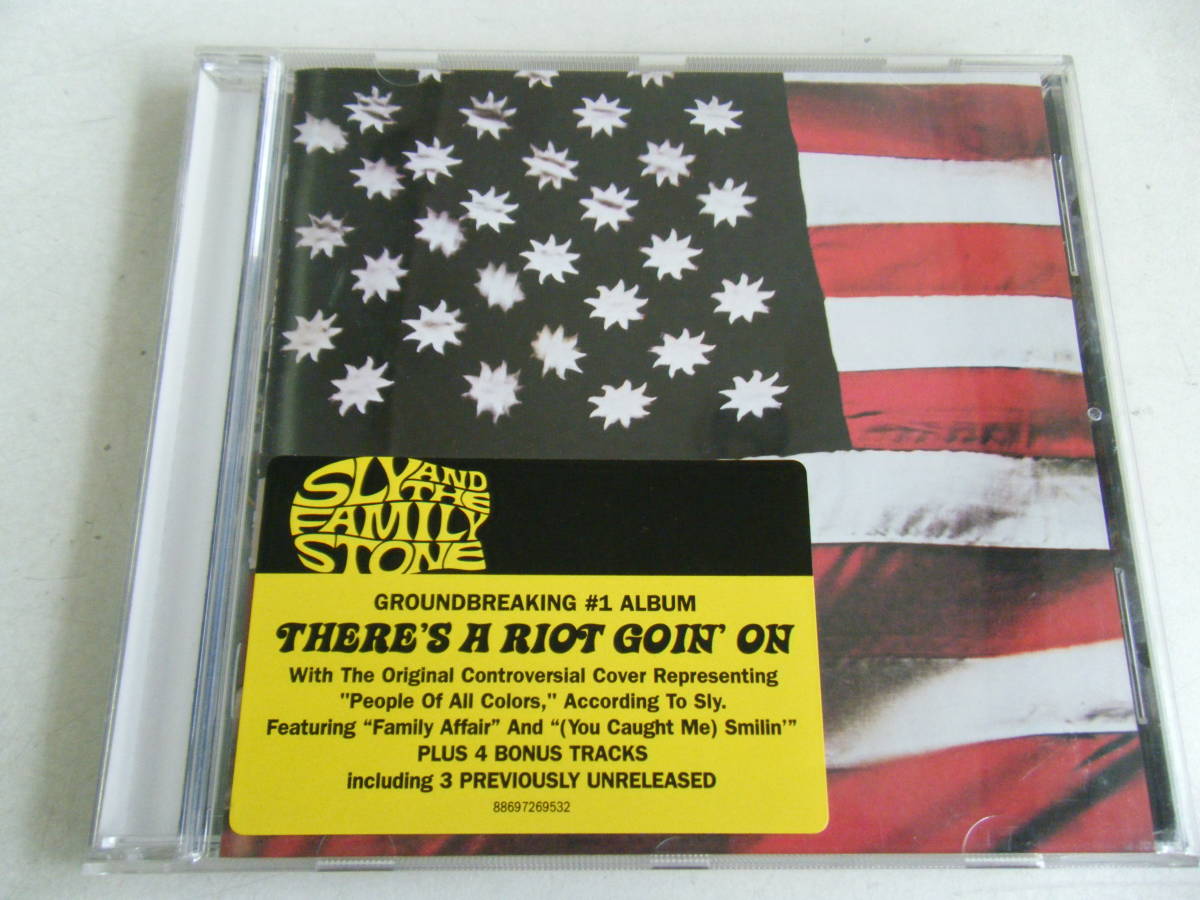 SLY AND THE FAMILY STONE
GROUNDBREAKING #1 ALBUM
THERE'S A RIOT GOIN' ON
With The Original Controversial Cover Representing
"People Of All Colors," According To Sly.
Featuring “Family Affair” And “(You Caught Me) Smilin’”
PLUS 4 BONUS TRACKS
including 3 PREVIOUSLY UNRELEASED
88697269532